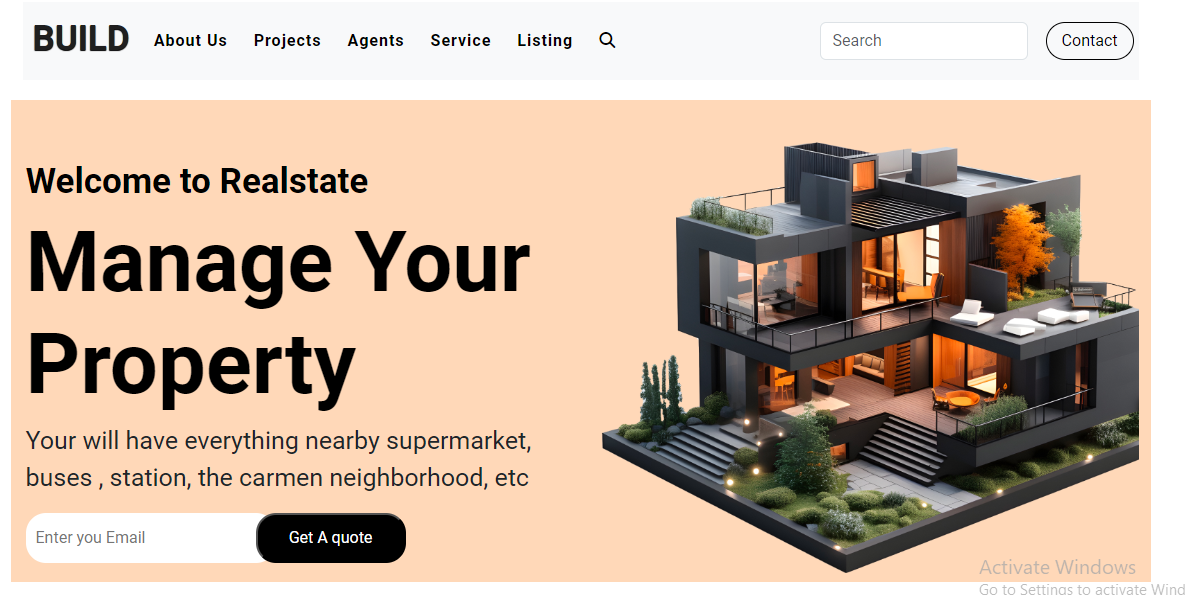 BUILD About Us Projects Agents Service Listing Search Contact
Welcome to Realstate
Manage Your
Property
Your will have everything nearby supermarket,
buses , station, the carmen neighborhood, etc
Enter you Email Get A quote
Activate Windows
Go to Settings to activate Wind